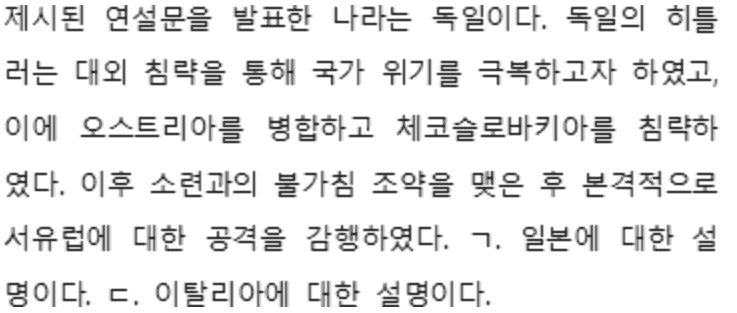 제시된 연설문을 발표한 나라는 독일이다. 독일의 히틀
러는 대외 침략을 통해 국가 위기를 극복하고자 하였고,
이에 오스트리아를 병합하고 체코슬로바키아를 침략하
였다. 이후 소련과의 불가침 조약을 맺은 후 본격적으로
서유럽에 대한 공격을 감행하였다. ㄱ. 일본에 대한 설
명이다. ㄷ. 이탈리아에 대한 설명이다.